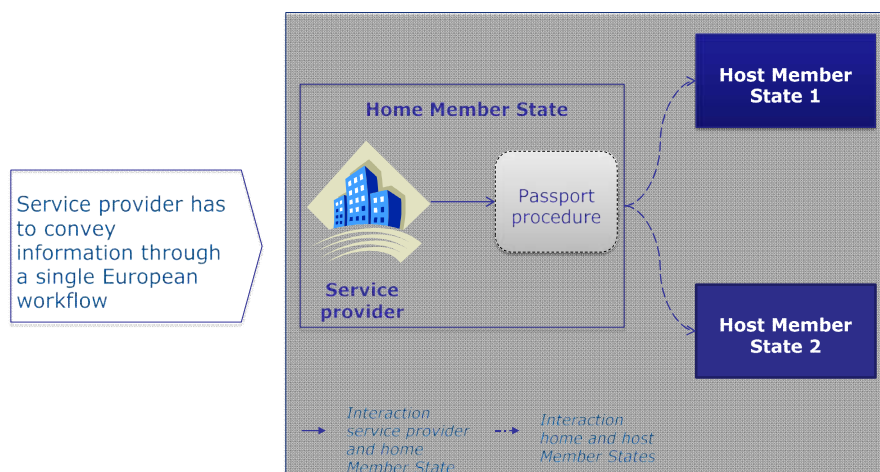 Service provider has
to convey
information through
a single European
workflow
Home Member State
Service
provider
Passport
procedure
Host Member
State 1
Host Member
State 2
Interaction
service provider
and home
Member State
Interaction
home and host
Member States